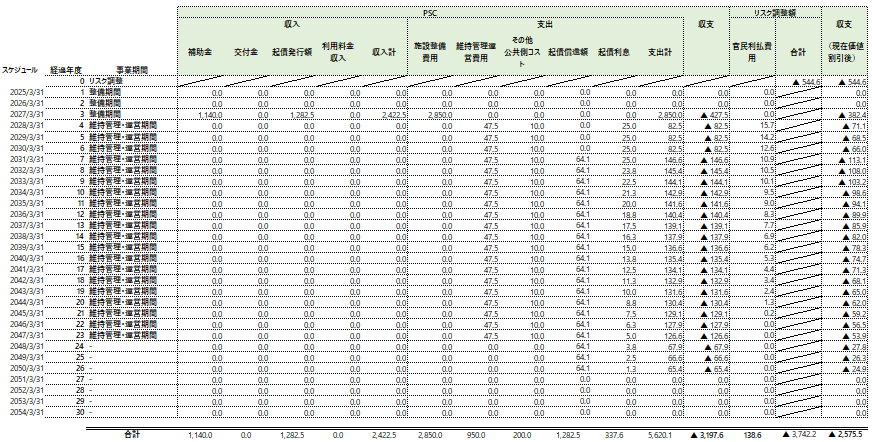 PSC リスク調整額
収入 支出 収支 収支
スケジュール 経過年度 事業期間 補助金 交付金 起債発行額 利用料金収入 収入計 施設整備費用 維持管理運営費用 その他公共側コスト 起債償還額 起債利息 支出計 官民利払費用 合計 (現在価値割引後)
0 リスク調整 ▲ 544.6 ▲ 544.6
2025/3/31 1 整備期間 0.0 0.0 0.0 0.0 0.0 0.0 0.0 0.0 0.0 0.0 0.0 0.0 0.0 0.0
2026/3/31 2 整備期間 0.0 0.0 0.0 0.0 0.0 0.0 0.0 0.0 0.0 0.0 0.0 0.0 0.0 0.0
2027/3/31 3 整備期間 1,140.0 0.0 1,282.5 0.0 2,422.5 2,850.0 0.0 0.0 0.0 0.0 2,850.0 ▲ 427.5 0.0 ▲ 382.4
2028/3/31 4 維持管理・運営期間 0.0 0.0 0.0 0.0 0.0 0.0 47.5 10.0 0.0 25.0 82.5 ▲ 82.5 15.7 ▲ 71.1
2029/3/31 5 維持管理・運営期間 0.0 0.0 0.0 0.0 0.0 0.0 47.5 10.0 0.0 25.0 82.5 ▲ 82.5 14.2 ▲ 68.5
2030/3/31 6 維持管理・運営期間 0.0 0.0 0.0 0.0 0.0 0.0 47.5 10.0 0.0 25.0 82.5 ▲ 82.5 12.6 ▲ 66.0
2031/3/31 7 維持管理・運営期間 0.0 0.0 0.0 0.0 0.0 0.0 47.5 10.0 64.1 25.0 146.6 ▲ 146.6 10.9 ▲ 113.1
2032/3/31 8 維持管理・運営期間 0.0 0.0 0.0 0.0 0.0 0.0 47.5 10.0 64.1 23.8 145.4 ▲ 145.4 10.5 ▲ 108.0
2033/3/31 9 維持管理・運営期間 0.0 0.0 0.0 0.0 0.0 0.0 47.5 10.0 64.1 22.5 144.1 ▲ 144.1 10.1 ▲ 103.2
2034/3/31 10 維持管理・運営期間 0.0 0.0 0.0 0.0 0.0 0.0 47.5 10.0 64.1 21.3 142.9 ▲ 142.9 9.5 ▲ 98.6
2035/3/31 11 維持管理・運営期間 0.0 0.0 0.0 0.0 0.0 0.0 47.5 10.0 64.1 20.0 141.6 ▲ 141.6 9.0 ▲ 94.1
2036/3/31 12 維持管理・運営期間 0.0 0.0 0.0 0.0 0.0 0.0 47.5 10.0 64.1 18.8 140.4 ▲ 140.4 8.3 ▲ 89.9
2037/3/31 13 維持管理・運営期間 0.0 0.0 0.0 0.0 0.0 0.0 47.5 10.0 64.1 17.5 139.1 ▲ 139.1 7.7 ▲ 85.9
2038/3/31 14 維持管理・運営期間 0.0 0.0 0.0 0.0 0.0 0.0 47.5 10.0 64.1 16.3 137.9 ▲ 137.9 6.9 ▲ 82.0
2039/3/31 15 維持管理・運営期間 0.0 0.0 0.0 0.0 0.0 0.0 47.5 10.0 64.1 15.0 136.6 ▲ 136.6 6.2 ▲ 78.3
2040/3/31 16 維持管理・運営期間 0.0 0.0 0.0 0.0 0.0 0.0 47.5 10.0 64.1 13.8 135.4 ▲ 135.4 5.3 ▲ 74.7
2041/3/31 17 維持管理・運営期間 0.0 0.0 0.0 0.0 0.0 0.0 47.5 10.0 64.1 12.5 134.1 ▲ 134.1 4.4 ▲ 71.3
2042/3/31 18 維持管理・運営期間 0.0 0.0 0.0 0.0 0.0 0.0 47.5 10.0 64.1 11.3 132.9 ▲ 132.9 3.4 ▲ 68.1
2043/3/31 19 維持管理・運営期間 0.0 0.0 0.0 0.0 0.0 0.0 47.5 10.0 64.1 10.0 131.6 ▲ 131.6 2.4 ▲ 65.0
2044/3/31 20 維持管理・運営期間 0.0 0.0 0.0 0.0 0.0 0.0 47.5 10.0 64.1 8.8 130.4 ▲ 130.4 1.3 ▲ 62.0
2045/3/31 21 維持管理・運営期間 0.0 0.0 0.0 0.0 0.0 0.0 47.5 10.0 64.1 7.5 129.1 ▲ 129.1 0.2 ▲ 59.2
2046/3/31 22 維持管理・運営期間 0.0 0.0 0.0 0.0 0.0 0.0 47.5 10.0 64.1 6.3 127.9 ▲ 127.9 0.0 ▲ 56.5
2047/3/31 23 維持管理・運営期間 0.0 0.0 0.0 0.0 0.0 0.0 47.5 10.0 64.1 5.0 126.6 ▲ 126.6 0.0 ▲ 53.9
2048/3/31 24 - 0.0 0.0 0.0 0.0 0.0 0.0 0.0 0.0 64.1 3.8 67.9 ▲ 67.9 0.0 ▲ 27.8
2049/3/31 25 - 0.0 0.0 0.0 0.0 0.0 0.0 0.0 0.0 64.1 2.5 66.6 ▲ 66.6 0.0 ▲ 26.3
2050/3/31 26 - 0.0 0.0 0.0 0.0 0.0 0.0 0.0 0.0 64.1 1.3 65.4 ▲ 65.4 0.0 ▲ 24.9
2051/3/31 27 - 0.0 0.0 0.0 0.0 0.0 0.0 0.0 0.0 0.0 0.0 0.0 0.0 0.0 0.0
2052/3/31 28 - 0.0 0.0 0.0 0.0 0.0 0.0 0.0 0.0 0.0 0.0 0.0 0.0 0.0 0.0
2053/3/31 29 - 0.0 0.0 0.0 0.0 0.0 0.0 0.0 0.0 0.0 0.0 0.0 0.0 0.0 0.0
2054/3/31 30 - 0.0 0.0 0.0 0.0 0.0 0.0 0.0 0.0 0.0 0.0 0.0 0.0 0.0 0.0
合計 1,140.0 0.0 1,282.5 0.0 2,422.5 2,850.0 950.0 200.0 1,282.5 337.6 5,620.1 ▲ 3,197.6 138.6 ▲ 3,742.2 ▲ 2,575.5